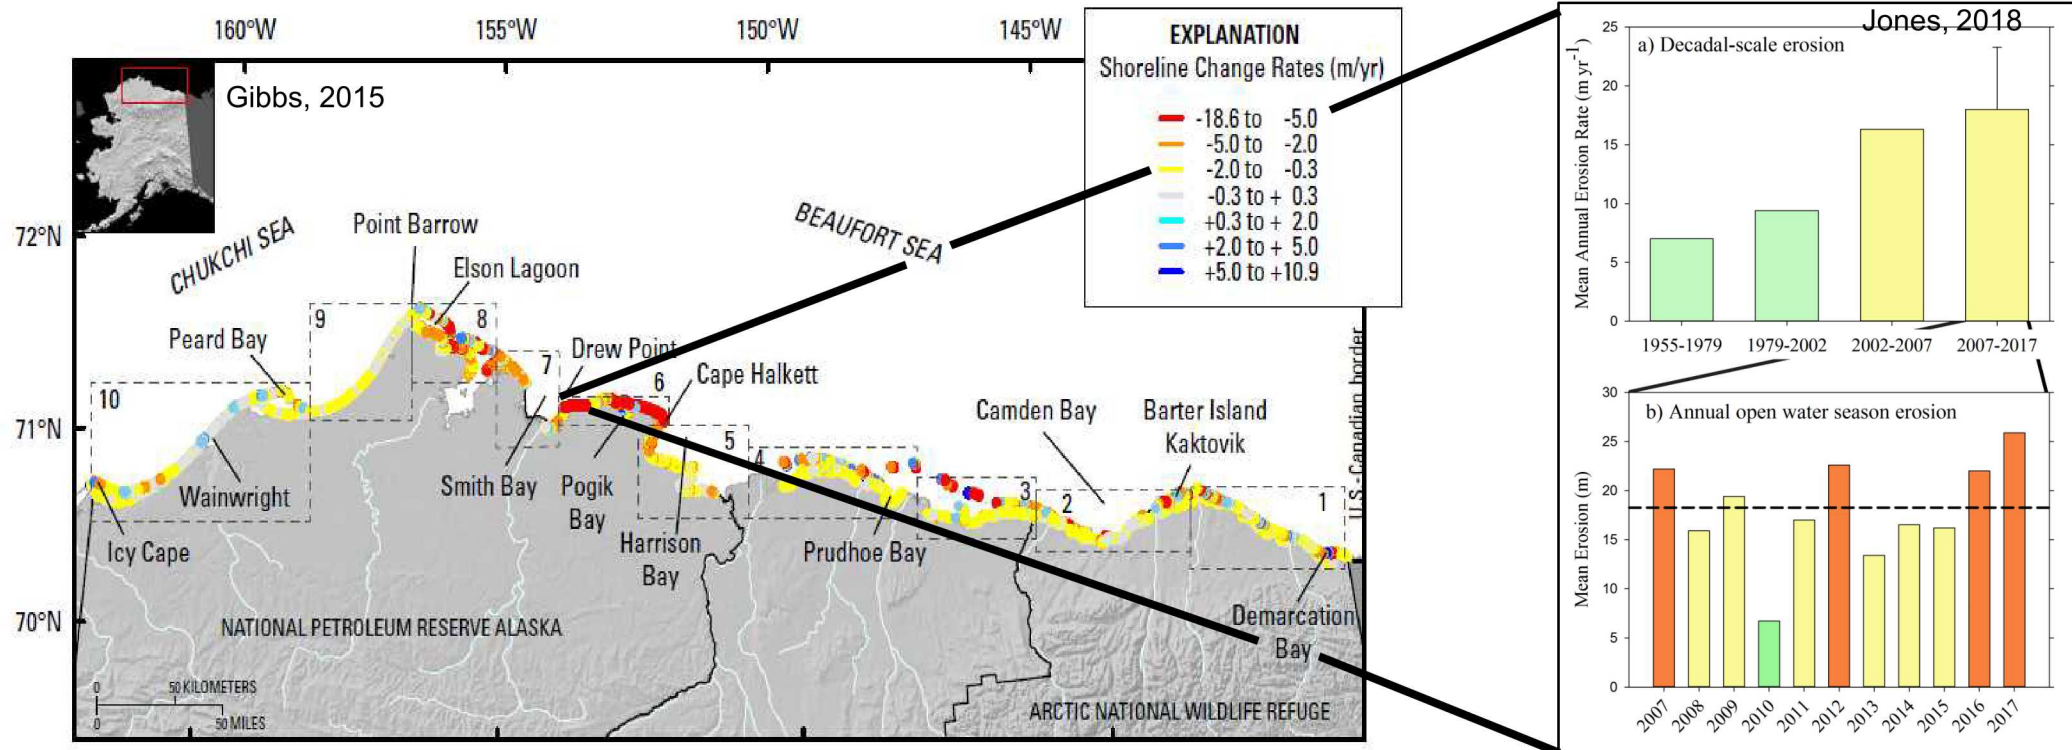 160°W
155°W
150°W
145°W
Gibbs, 2015
72°N
71°N
70°N
CHUKCHI SEA
BEAUFORT SEA
EXPLANATION
Shoreline Change Rates (m/yr)
-18.6 to -5.0
-5.0 to -2.0
-2.0 to -0.3
-0.3 to + 0.3
+0.3 to + 2.0
+2.0 to + 5.0
+5.0 to +10.9
Point Barrow
Elson Lagoon
Peard Bay
9
8
7
Drew Point
6
Cape Halkett
10
5
4
3
2
1
Camden Bay
Barter Island
Kaktovik
U.S.-Canadian border
Wainwright
Icy Cape
Smith Bay
Pogik
Bay
Harrison
Bay
Prudhoe Bay
Demarcation
Bay
NATIONAL PETROLEUM RESERVE ALASKA
ARCTIC NATIONAL WILDLIFE REFUGE
0 50 KILOMETERS
0 50 MILES
Jones, 2018
a) Decadal-scale erosion
Mean Annual Erosion Rate (m yr-1)
25
20
15
10
5
0
1955-1979 1979-2002 2002-2007 2007-2017
b) Annual open water season erosion
Mean Erosion (m)
30
25
20
15
10
5
0
2007 2008 2009 2010 2011 2012 2013 2014 2015 2016 2017